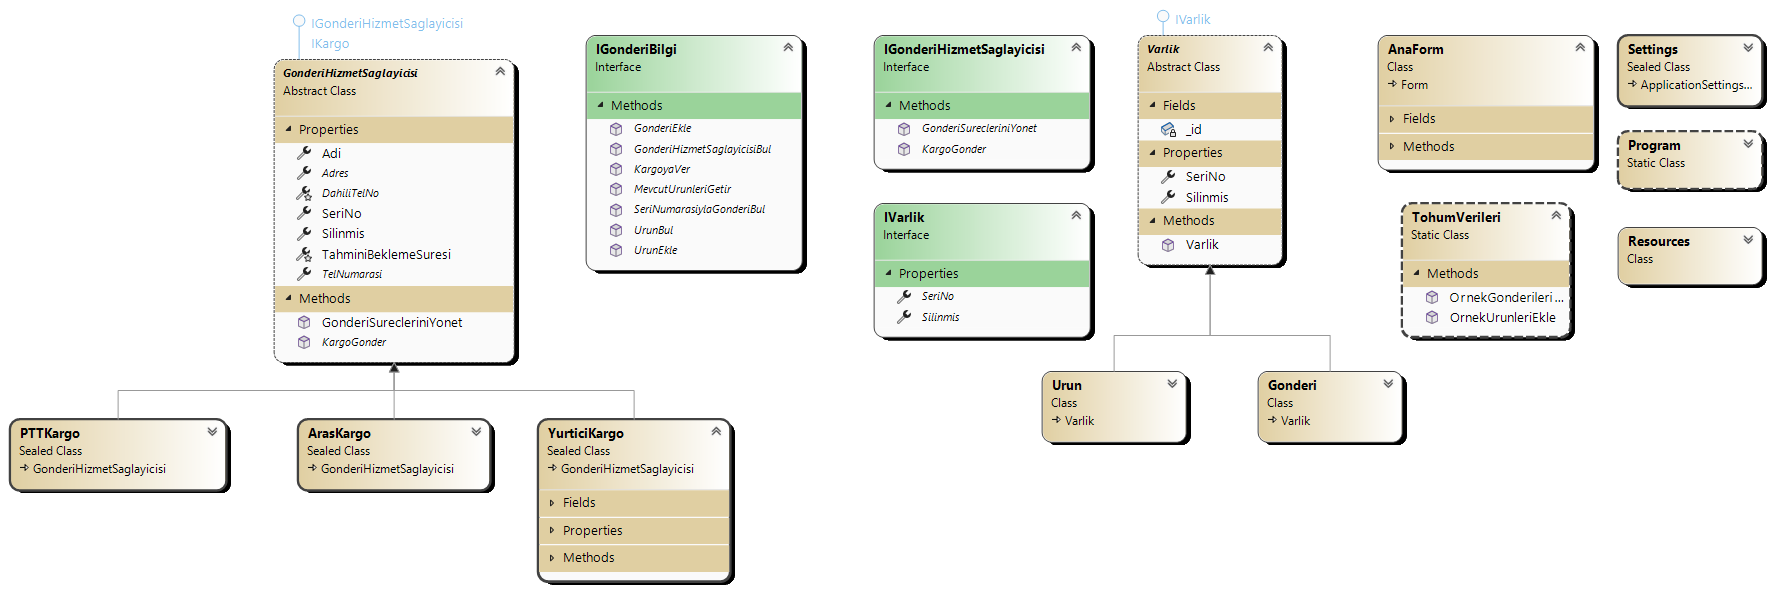 IGonderiHizmetSaglayicisi
IKargo
GonderiHizmetSaglayicisi
Abstract Class
Properties
Adi
Adres
DahiliTelNo
SeriNo
Silinmis
TahminiBeklemeSuresi
TelNumarasi
Methods
GonderiSurecleriniYonet
KargoGonder
PTTKargo
Sealed Class
GonderiHizmetSaglayicisi
ArasKargo
Sealed Class
GonderiHizmetSaglayicisi
YurticiKargo
Sealed Class
GonderiHizmetSaglayicisi
Fields
Properties
Methods
IGonderiBilgi
Interface
Methods
GonderiEkle
GonderiHizmetSaglayicisiBul
KargoyaVer
MevcutUrunleriGetir
SeriNumarasiylaGonderiBul
UrunBul
UrunEkle
IGonderiHizmetSaglayicisi
Interface
Methods
GonderiSurecleriniYonet
KargoGonder
IVarlik
Interface
Properties
SeriNo
Silinmis
IVarlik
Varlik
Abstract Class
Fields
_id
Properties
SeriNo
Silinmis
Methods
Varlik
Urun
Class
Varlik
Gonderi
Class
Varlik
AnaForm
Class
Form
Fields
Methods
TohumVerileri
Static Class
Methods
OrnekGonderileri ...
OrnekUrunleriEkle
Settings
Sealed Class
ApplicationSettings...
Program
Static Class
Resources
Class